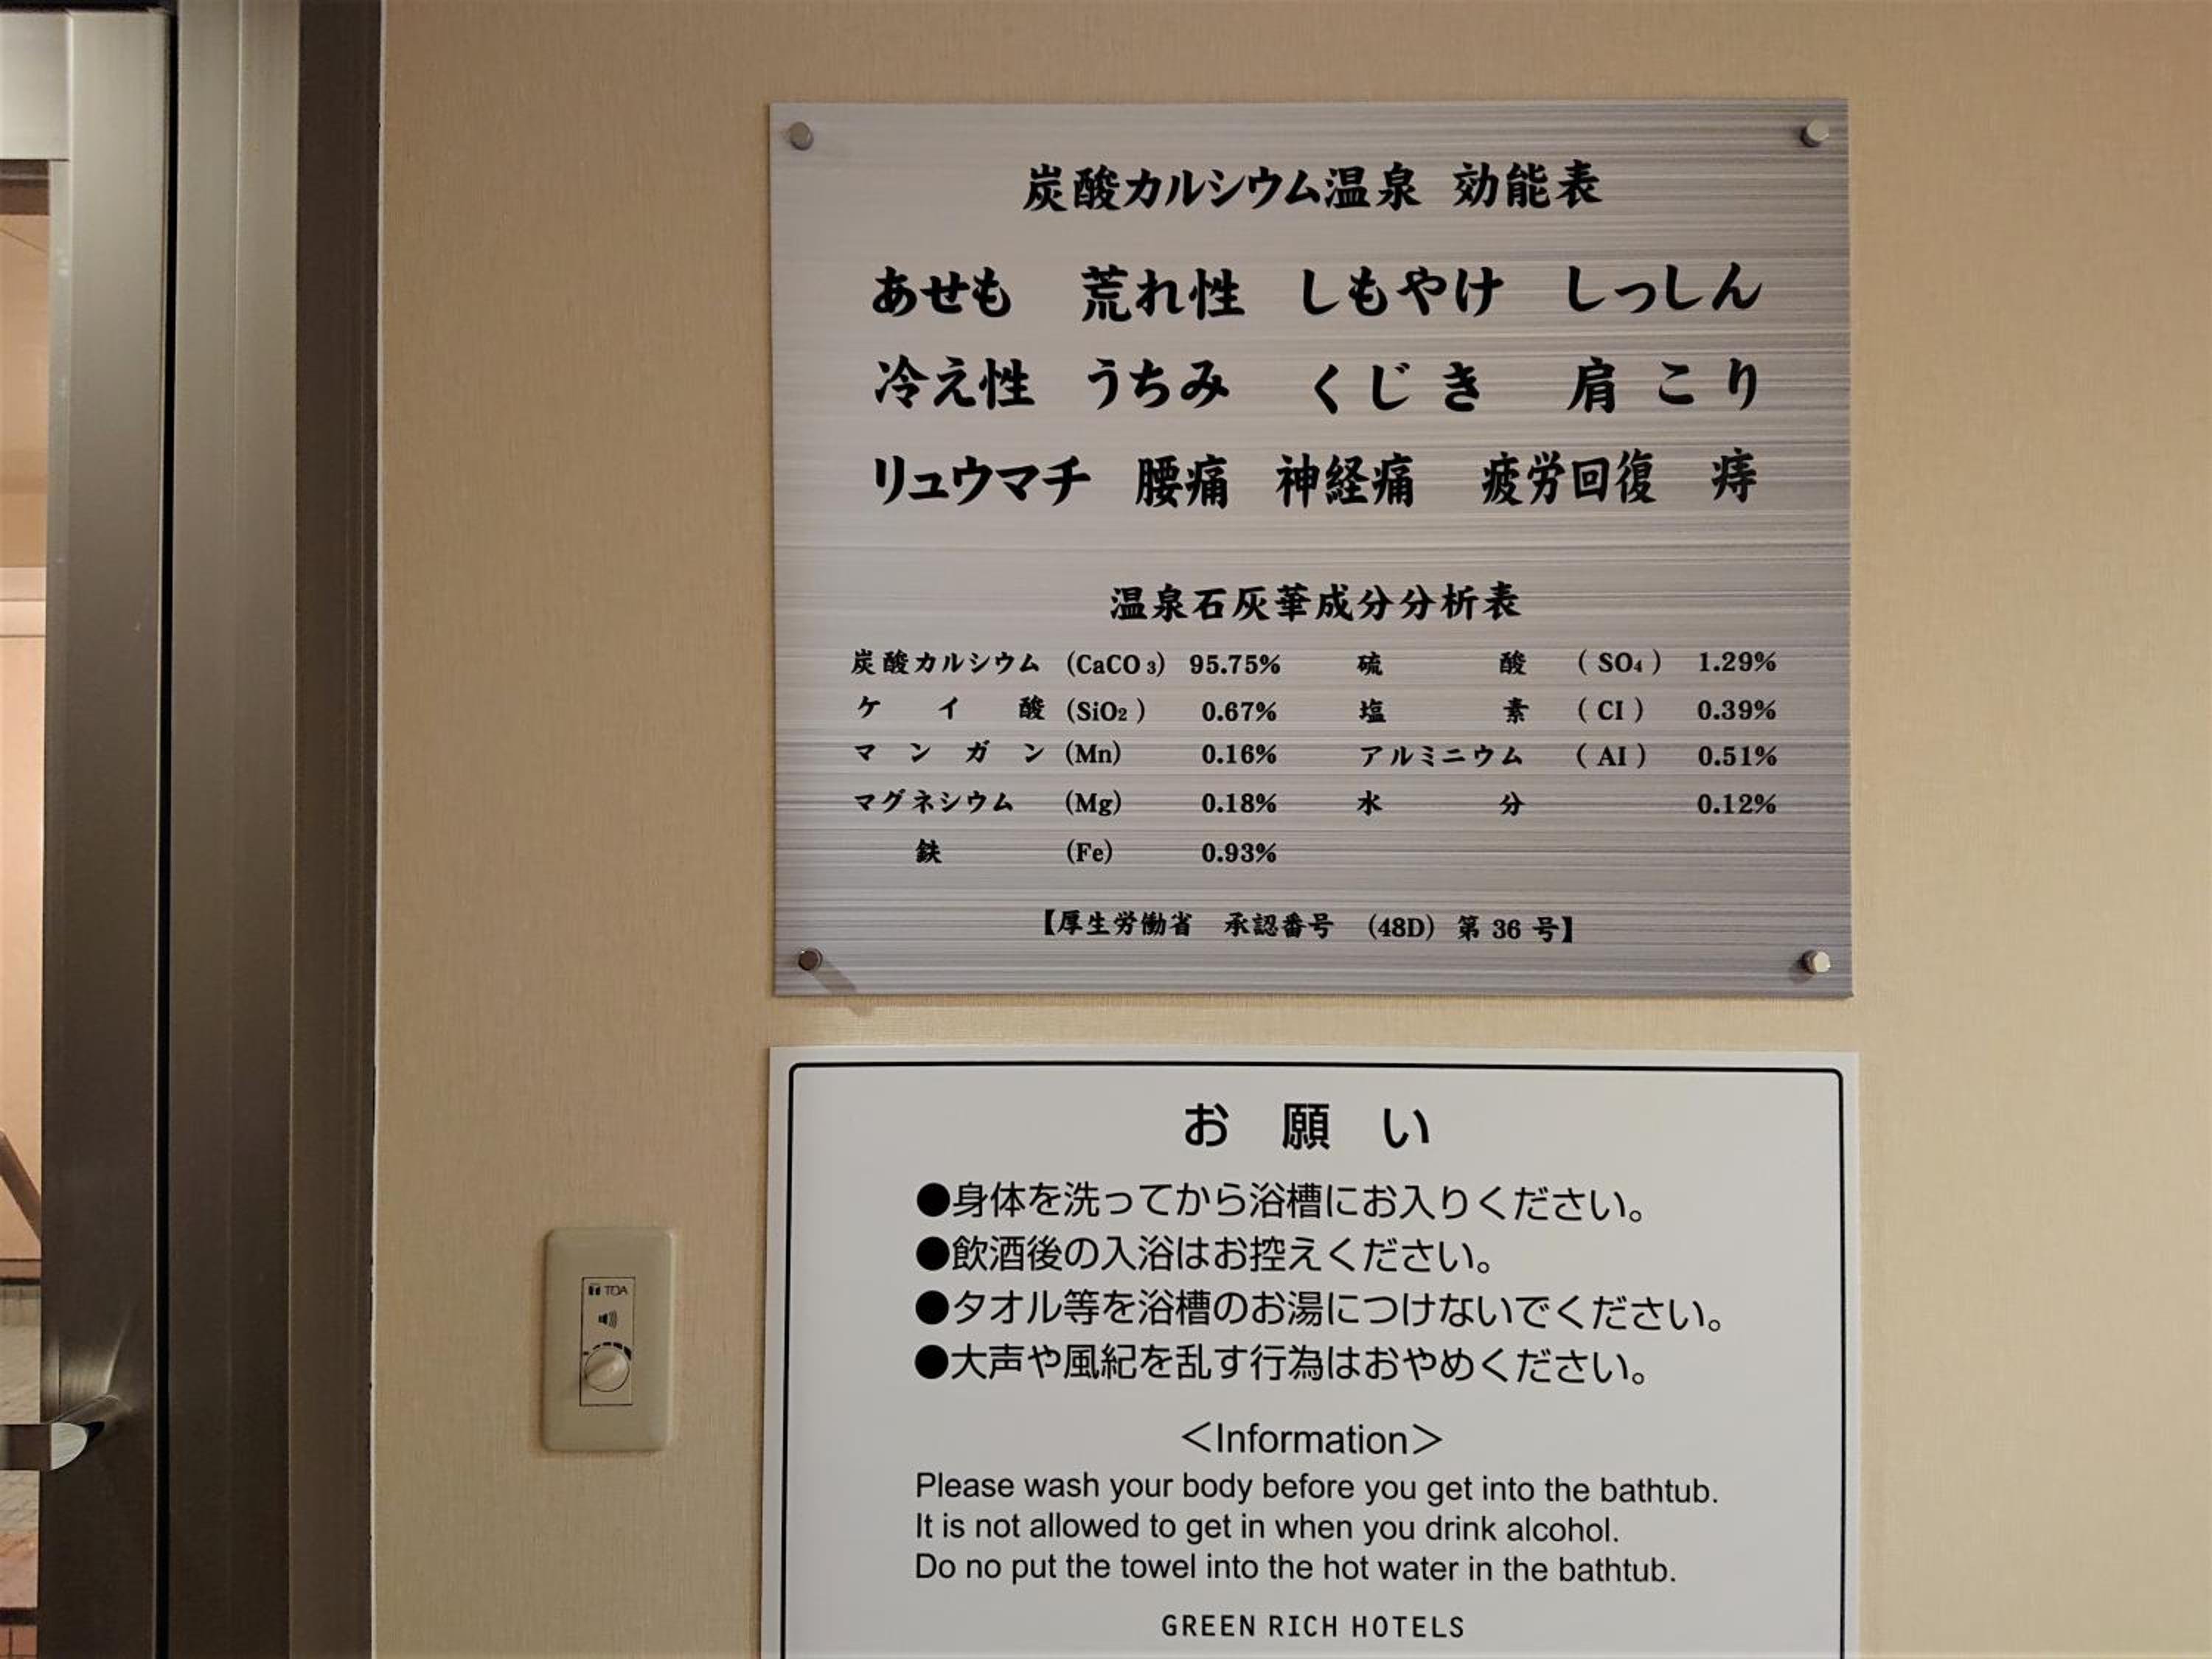 炭酸カルシウム温泉 効能表
あせも 荒れ性 しもやけ しっしん
冷え性 うちみ くじき 肩こり
リュウマチ 腰痛 神経痛 疲労回復 痔
温泉石灰華成分分析表
炭酸カルシウム (CaCO3) 95.75% 硫酸 (SO4) 1.29%
ケイ酸 (SiO2) 0.67% 塩素 (Cl) 0.39%
マンガン (Mn) 0.16% アルミニウム (Al) 0.51%
マグネシウム (Mg) 0.18% 水分 0.12%
鉄 (Fe) 0.93%
【厚生労働省 承認番号 (48D) 第 36 号】
お願い
●身体を洗ってから浴槽にお入りください。
●飲酒後の入浴はお控えください。
●タオル等を浴槽のお湯につけないでください。
●大声や風紀を乱す行為はおやめください。
＜Information＞
Please wash your body before you get into the bathtub.
It is not allowed to get in when you drink alcohol.
Do no put the towel into the hot water in the bathtub.
GREEN RICH HOTELS
TOA